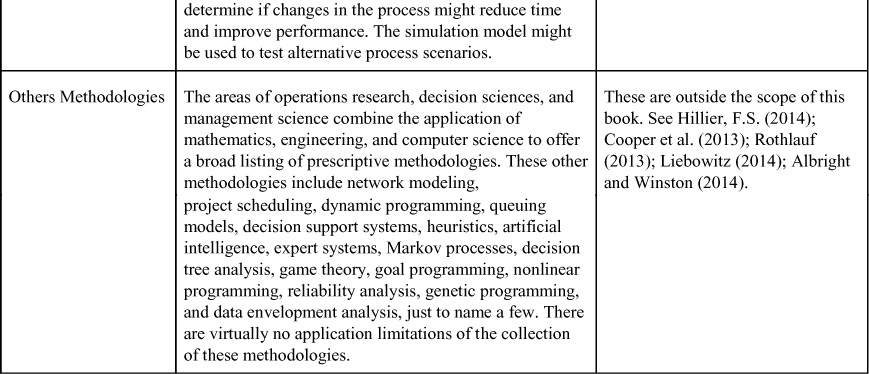 determine if changes in the process might reduce time
and improve performance. The simulation model might
be used to test alternative process scenarios.
Others Methodologies
The areas of operations research, decision sciences, and
management science combine the application of
mathematics, engineering, and computer science to offer
a broad listing of prescriptive methodologies. These other
methodologies include network modeling,
project scheduling, dynamic programming, queuing
models, decision support systems, heuristics, artificial
intelligence, expert systems, Markov processes, decision
tree analysis, game theory, goal programming, nonlinear
programming, reliability analysis, genetic programming,
and data envelopment analysis, just to name a few. There
are virtually no application limitations of the collection
of these methodologies.
These are outside the scope of this
book. See Hillier, F.S. (2014);
Cooper et al. (2013); Rothlauf
(2013); Liebowitz (2014); Albright
and Winston (2014).